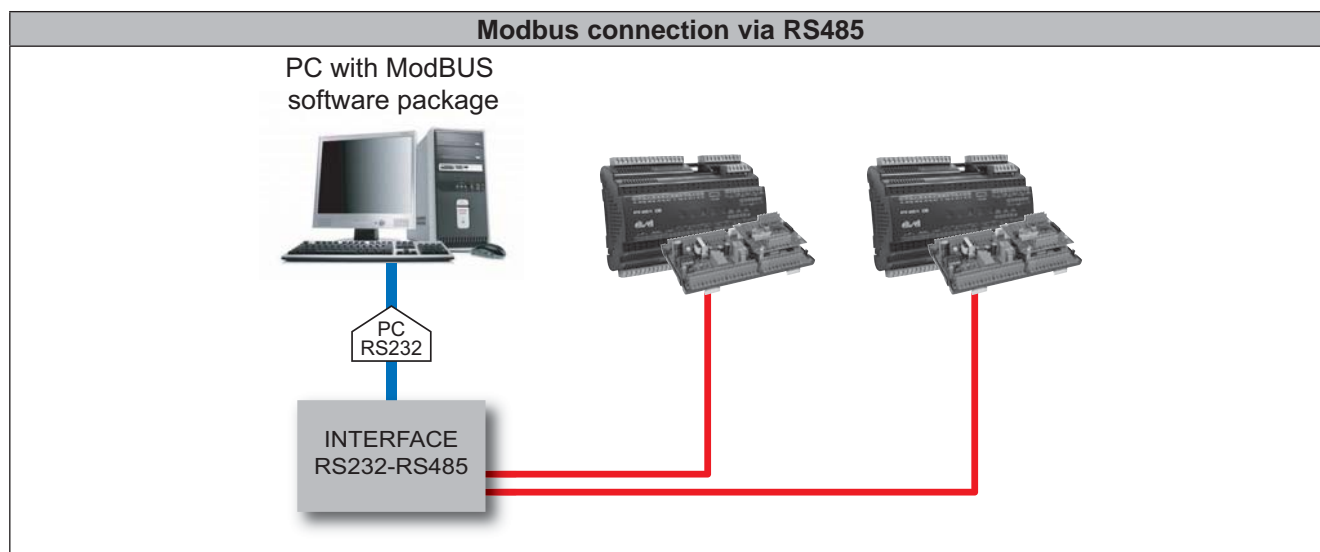 Modbus connection via RS485
PC with ModBUS
software package
PC
RS232
INTERFACE
RS232-RS485